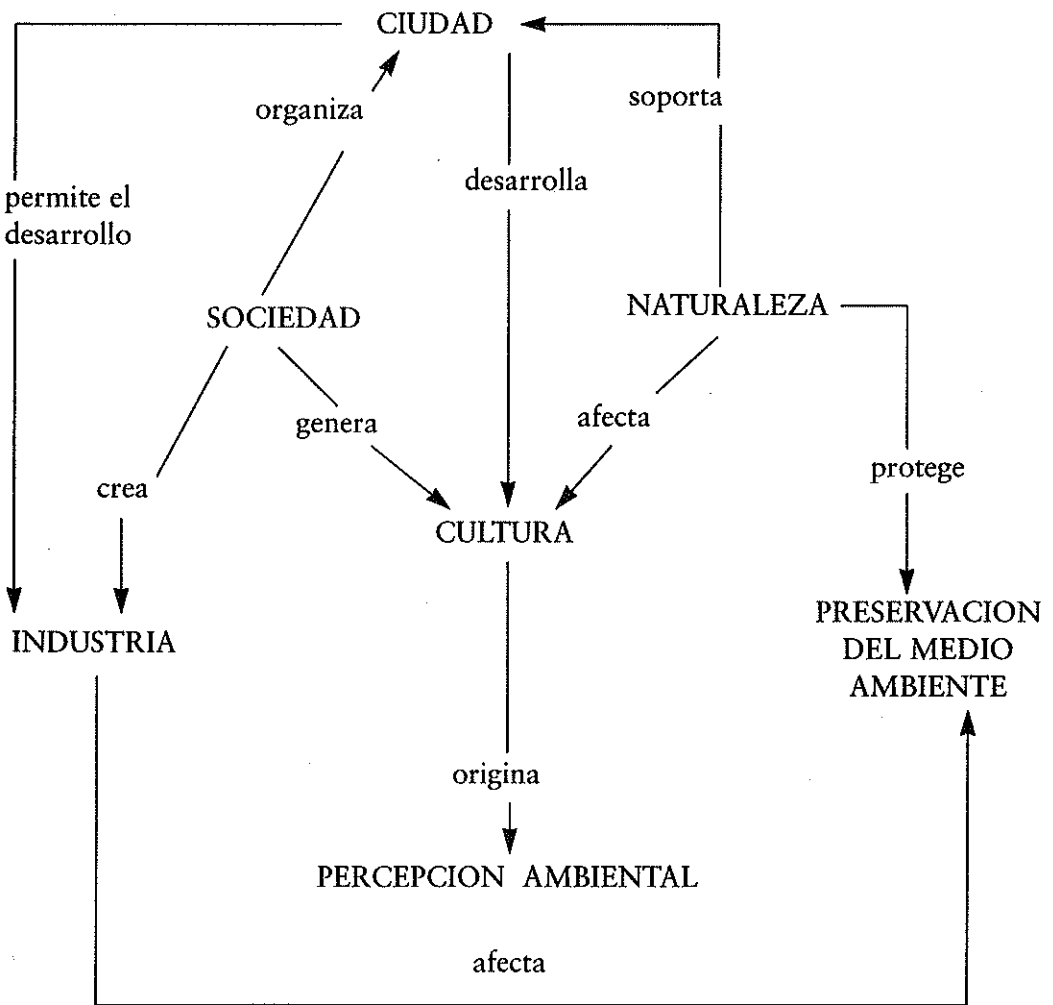 CIUDAD
organiza
soporta
desarrolla
permite el
desarrollo
SOCIEDAD
NATURALEZA
genera
afecta
crea
protege
CULTURA
INDUSTRIA
PRESERVACION
DEL MEDIO
AMBIENTE
origina
PERCEPCION AMBIENTAL
afecta